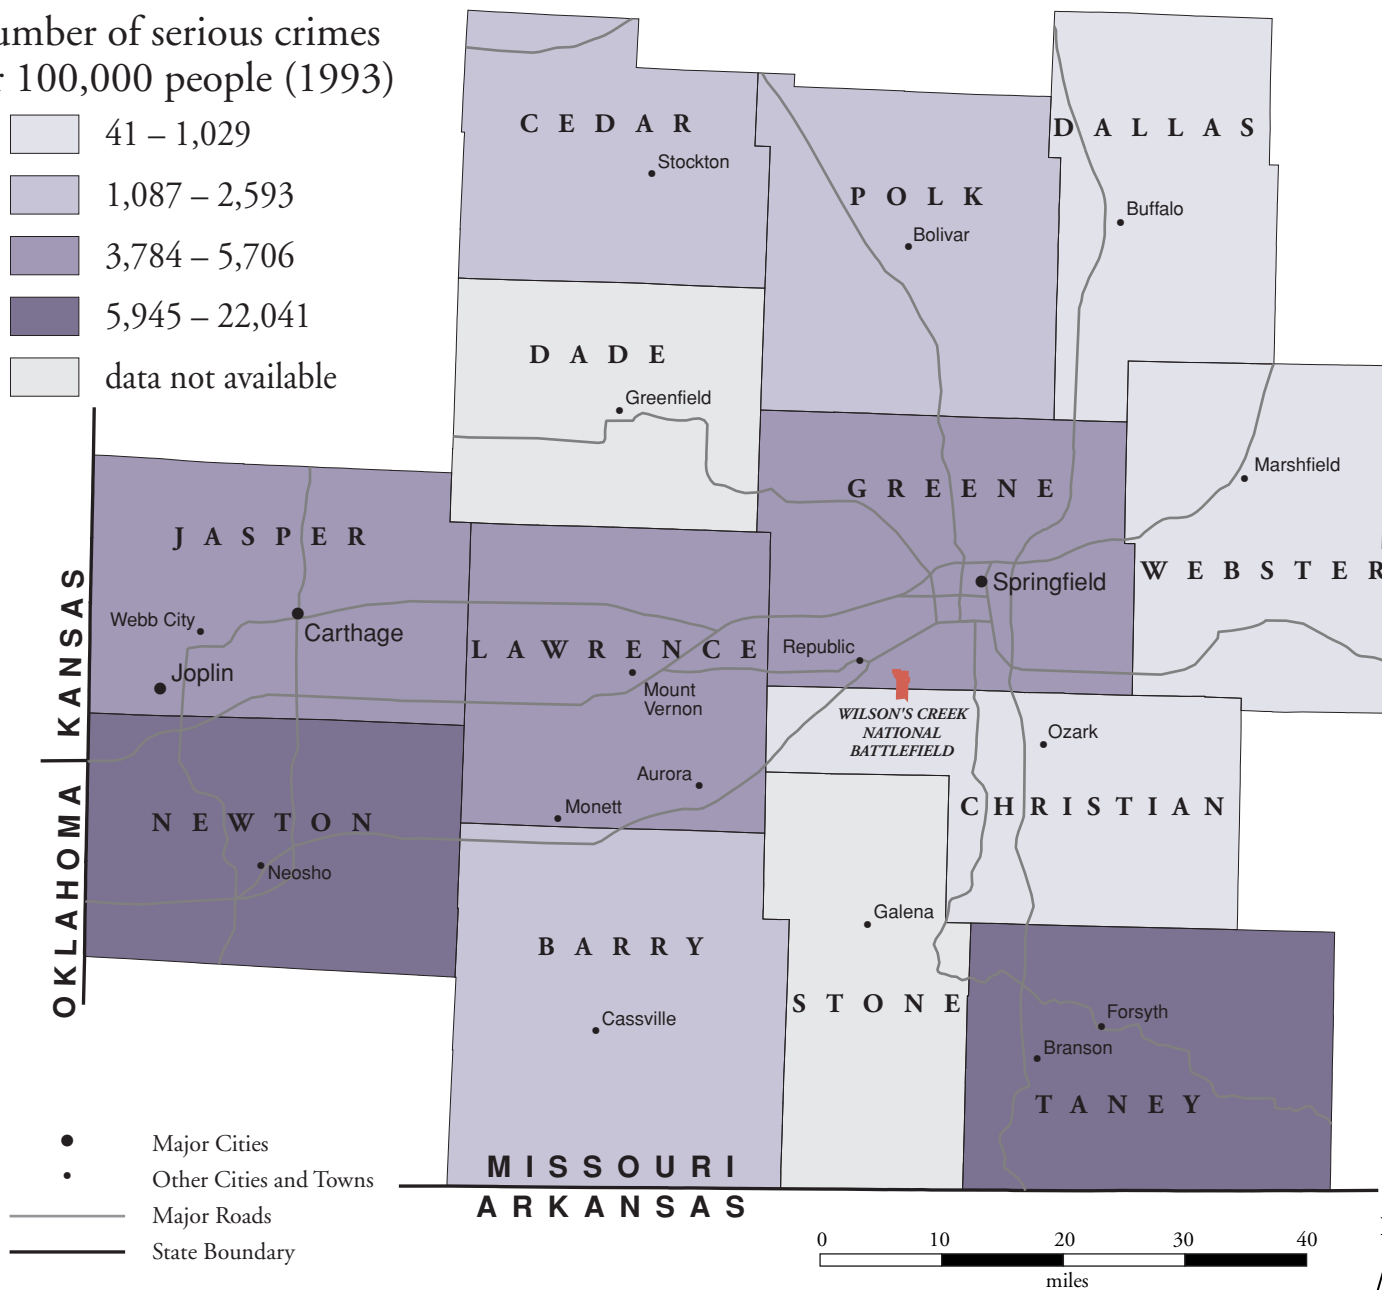 umber of serious crimes
r 100,000 people (1993)
41 – 1,029
1,087 – 2,593
3,784 – 5,706
5,945 – 22,041
data not available
CEDAR
Stockton
POLK
Bolivar
DALLAS
Buffalo
DADE
Greenfield
GREENE
Springfield
Republic
Marshfield
WEBSTER
JASPER
Webb City
Carthage
Joplin
LAWRENCE
Mount
Vernon
Aurora
Monett
WILSON'S CREEK
NATIONAL
BATTLEFIELD
Ozark
CHRISTIAN
KANSAS
OKLAHOMA
NEWTON
Neosho
BARRY
Cassville
Galena
STONE
Forsyth
Branson
TANEY
MISSOURI
ARKANSAS
Major Cities
Other Cities and Towns
Major Roads
State Boundary
0 10 20 30 40
miles